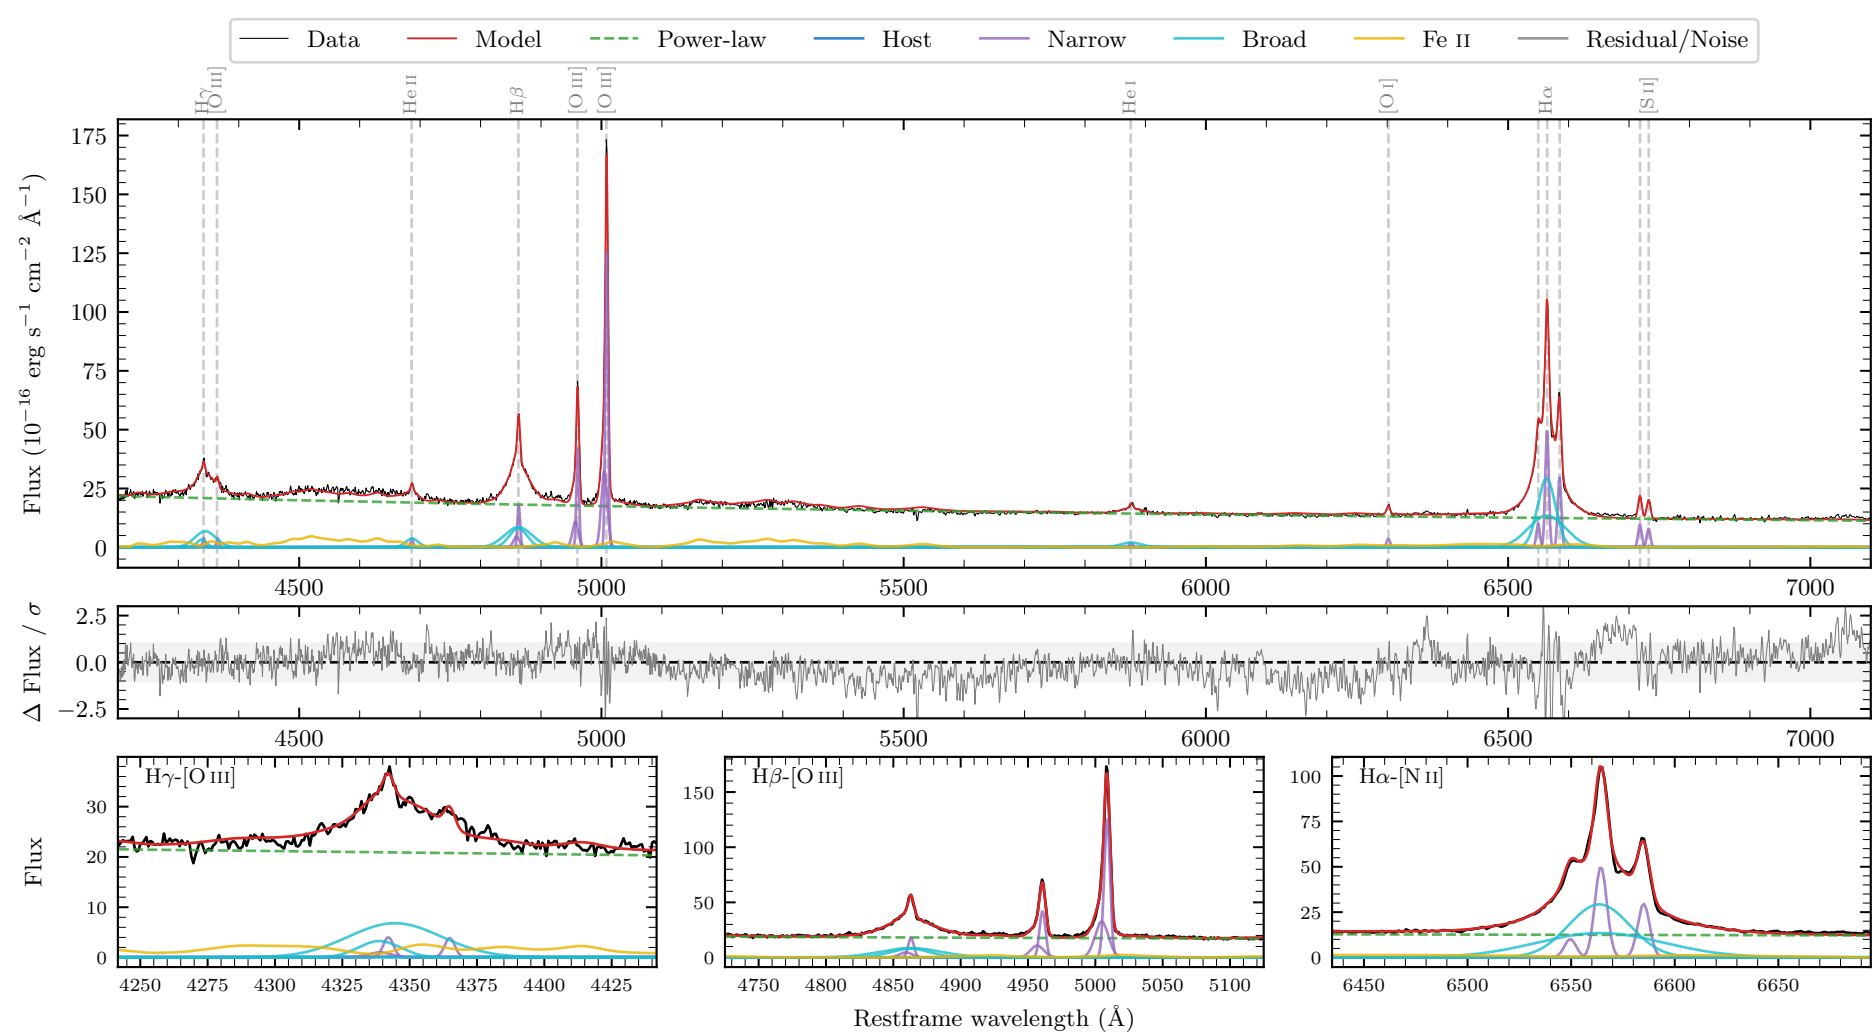 Data Model Power-law Host Narrow Broad Fe II Residual/Noise
Hγ [O III] He II Hβ [O III] [O III] He I [O I] Hα [S II]
Flux (10⁻¹⁶ erg s⁻¹ cm⁻² Å⁻¹)
175
150
125
100
75
50
25
0
4500 5000 5500 6000 6500 7000
Δ Flux / σ
2.5
0.0
−2.5
4500 5000 5500 6000 6500 7000
Flux
Hγ-[O III]
30
20
10
0
4250 4275 4300 4325 4350 4375 4400 4425
Hβ-[O III]
150
100
50
0
4750 4800 4850 4900 4950 5000 5050 5100
Hα-[N II]
100
75
50
25
0
6450 6500 6550 6600 6650
Restframe wavelength (Å)